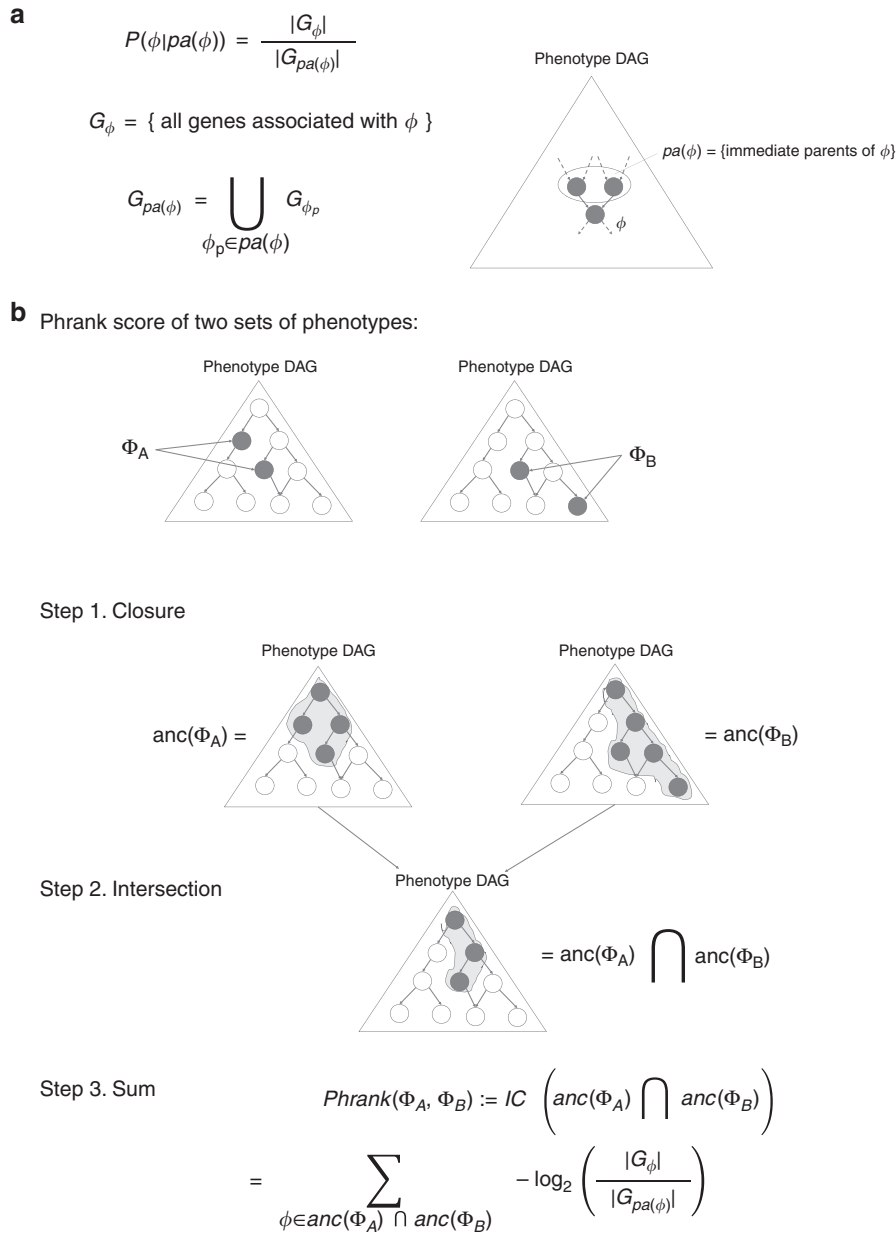 a
P(ϕ|pa(ϕ)) = |G_ϕ| / |G_pa(ϕ)|
G_ϕ = { all genes associated with ϕ }
G_pa(ϕ) = ⋃ G_ϕ_p
ϕ_p∈pa(ϕ)
Phenotype DAG
pa(ϕ) = {immediate parents of ϕ}
ϕ
b Phrank score of two sets of phenotypes:
Phenotype DAG
Phenotype DAG
Φ_A
Φ_B
Step 1. Closure
Phenotype DAG
Phenotype DAG
anc(Φ_A) =
= anc(Φ_B)
Step 2. Intersection
Phenotype DAG
= anc(Φ_A) ⋂ anc(Φ_B)
Step 3. Sum
Phrank(Φ_A, Φ_B) := IC (anc(Φ_A) ⋂ anc(Φ_B))
= ∑ − log_2 (|G_ϕ| / |G_pa(ϕ)|)
ϕ∈anc(Φ_A) ∩ anc(Φ_B)